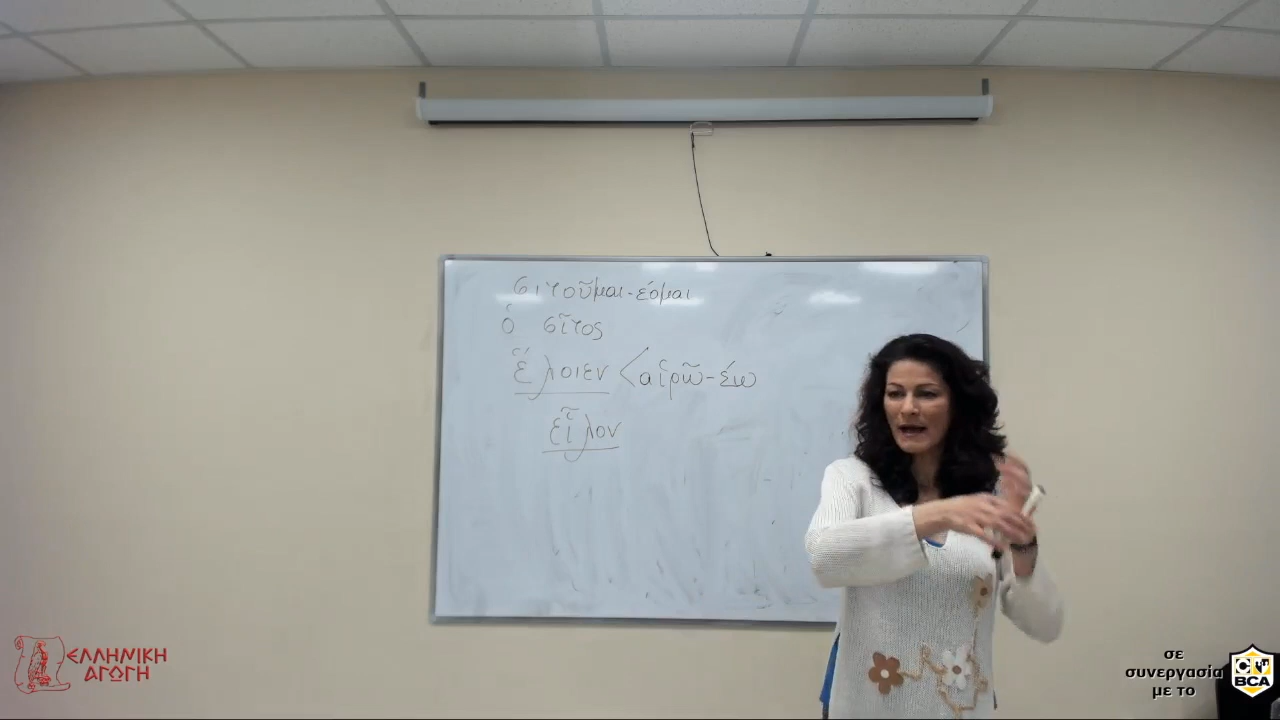 σιτοῦμαι-έομαι
ὁ σῖτος
ἕλοιεν < αἱρῶ-έω
εἷλον
ΕΛΛΗΝΙΚΗ
ΑΓΩΓΗ
σε
συνεργασία
με το
BCA